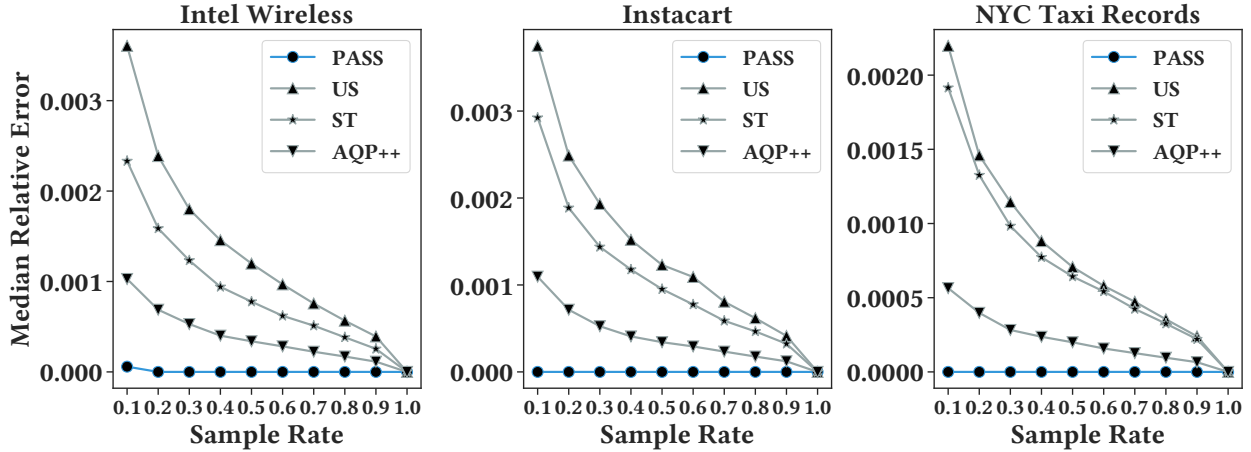 Intel Wireless
Median Relative Error
0.003
0.002
0.001
0.000
PASS
US
ST
AQP++
0.1 0.2 0.3 0.4 0.5 0.6 0.7 0.8 0.9 1.0
Sample Rate
Instacart
0.003
0.002
0.001
0.000
PASS
US
ST
AQP++
0.1 0.2 0.3 0.4 0.5 0.6 0.7 0.8 0.9 1.0
Sample Rate
NYC Taxi Records
0.0020
0.0015
0.0010
0.0005
0.0000
PASS
US
ST
AQP++
0.1 0.2 0.3 0.4 0.5 0.6 0.7 0.8 0.9 1.0
Sample Rate